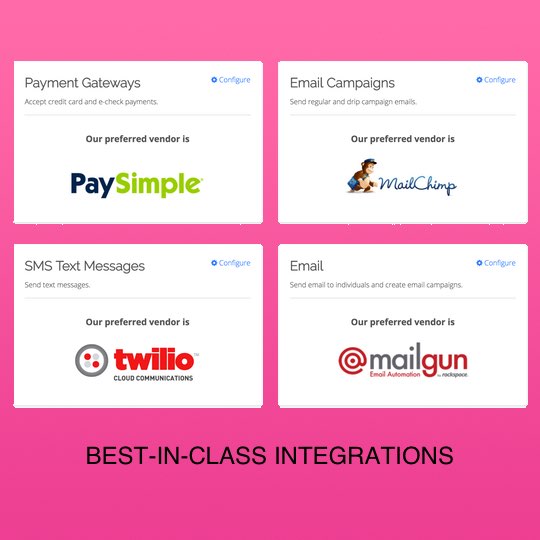 Payment Gateways
Configure
Accept credit card and e-check payments.
Our preferred vendor is
PaySimple
Email Campaigns
Configure
Send regular and drip campaign emails.
Our preferred vendor is
MailChimp
SMS Text Messages
Configure
Send text messages.
Our preferred vendor is
twilio™
CLOUD COMMUNICATIONS
Email
Configure
Send email to individuals and create email campaigns.
Our preferred vendor is
@mailgun
Email Automation by rackspace.
BEST-IN-CLASS INTEGRATIONS